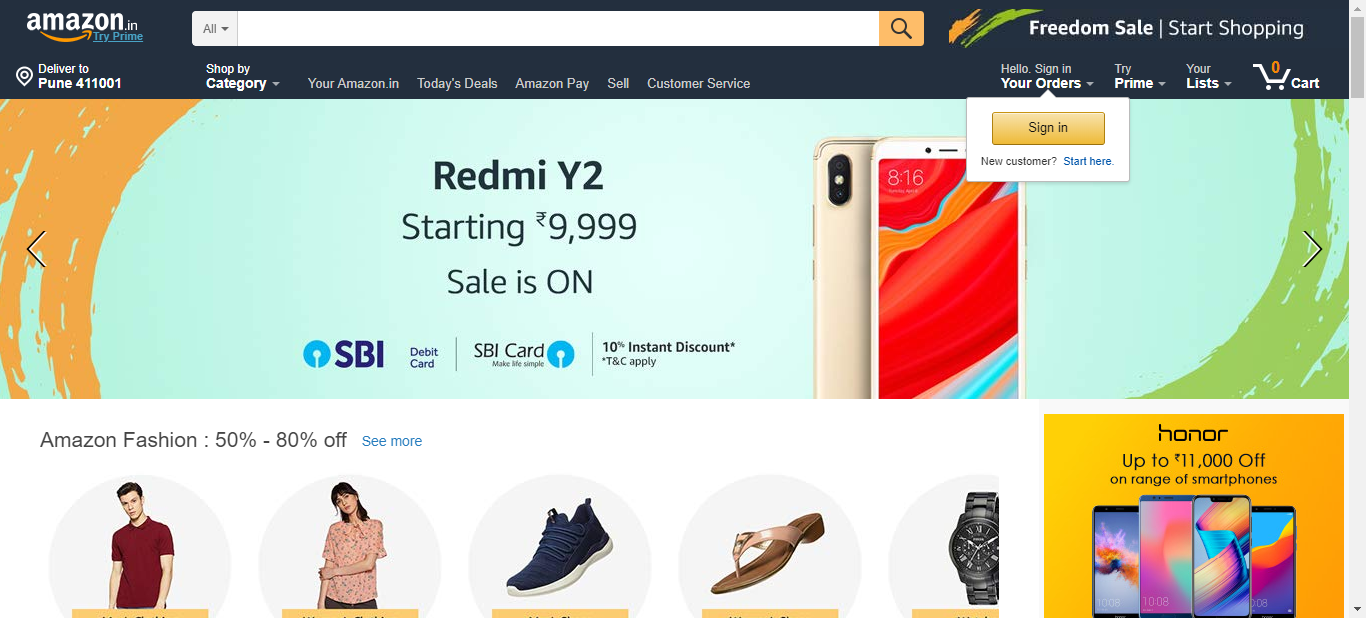 amazon.in
Try Prime
All
Freedom Sale | Start Shopping
Deliver to
Pune 411001
Shop by
Category
Your Amazon.in
Today's Deals
Amazon Pay
Sell
Customer Service
Hello. Sign in
Your Orders
Try
Prime
Your
Lists
0
Cart
Sign in
New customer? Start here.
Redmi Y2
Starting ₹9,999
Sale is ON
8:16
SBI
Debit
Card
SBI Card
Make life simple
10% Instant Discount*
*T&C apply
Amazon Fashion : 50% - 80% off
See more
honor
Up to ₹11,000 Off
on range of smartphones
10:08
10:08